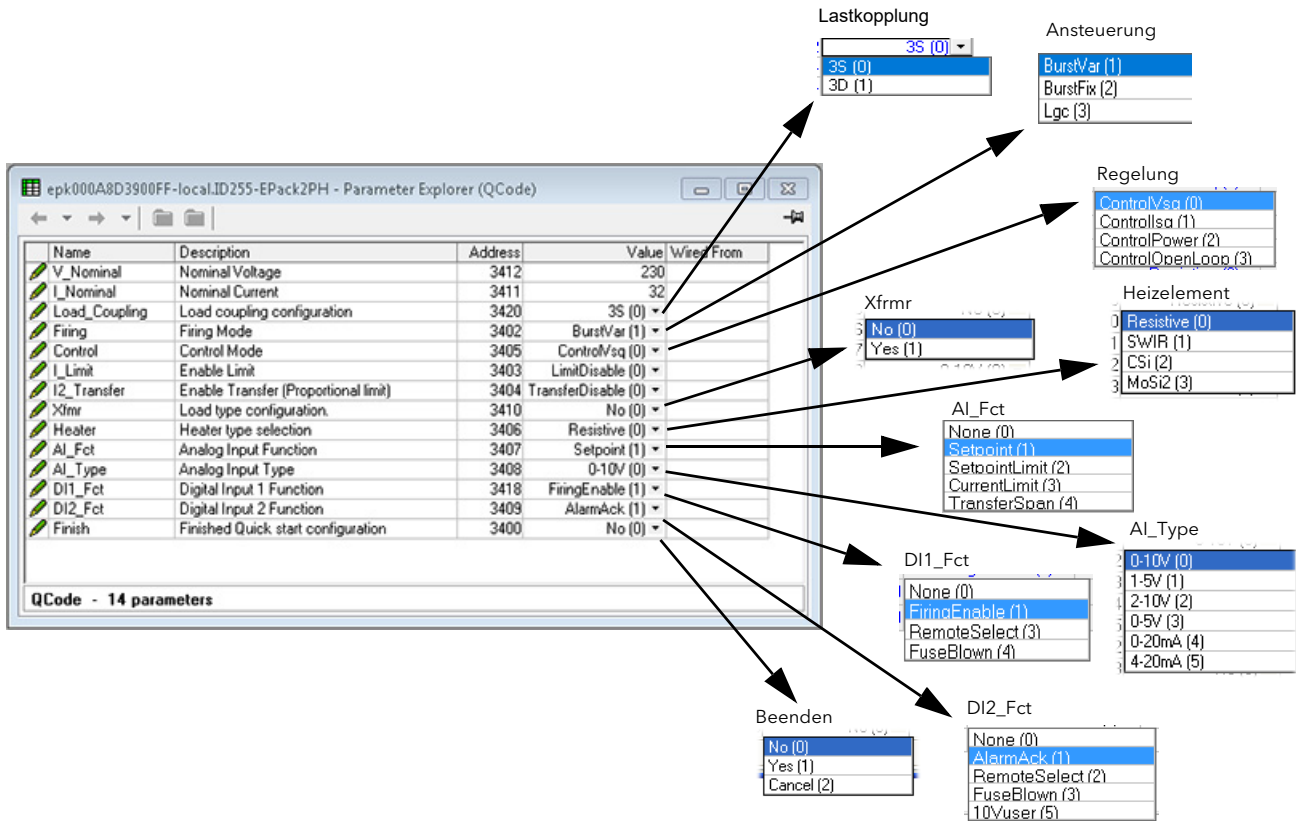 Lastkopplung
3S (0)
3S (0)
3D (1)
Ansteuerung
BurstVar (1)
BurstFix (2)
Lgc (3)
epk000A8D3900FF-local.ID255-EPack2PH - Parameter Explorer (QCode)
Name Description Address Value Wired From
V_Nominal Nominal Voltage 3412 230
I_Nominal Nominal Current 3411 32
Load_Coupling Load coupling configuration 3420 3S (0)
Firing Firing Mode 3402 BurstVar (1)
Control Control Mode 3405 ControlVsq (0)
I_Limit Enable Limit 3403 LimitDisable (0)
I2_Transfer Enable Transfer (Proportional limit) 3404 TransferDisable (0)
Xfmr Load type configuration. 3410 No (0)
Heater Heater type selection 3406 Resistive (0)
AI_Fct Analog Input Function 3407 Setpoint (1)
AI_Type Analog Input Type 3408 0-10V (0)
DI1_Fct Digital Input 1 Function 3418 FiringEnable (1)
DI2_Fct Digital Input 2 Function 3409 AlarmAck (1)
Finish Finished Quick start configuration 3400 No (0)
QCode - 14 parameters
Regelung
ControlVsq (0)
ControlIsq (1)
ControlPower (2)
ControlOpenLoop (3)
Xfrmr
No (0)
Yes (1)
Heizelement
Resistive (0)
SWIR (1)
CSi (2)
MoSi2 (3)
AI_Fct
None (0)
Setpoint (1)
SetpointLimit (2)
CurrentLimit (3)
TransferSpan (4)
AI_Type
0-10V (0)
1-5V (1)
2-10V (2)
0-5V (3)
0-20mA (4)
4-20mA (5)
DI1_Fct
None (0)
FiringEnable (1)
RemoteSelect (3)
FuseBlown (4)
Beenden
No (0)
Yes (1)
Cancel (2)
DI2_Fct
None (0)
AlarmAck (1)
RemoteSelect (2)
FuseBlown (3)
10Vuser (5)